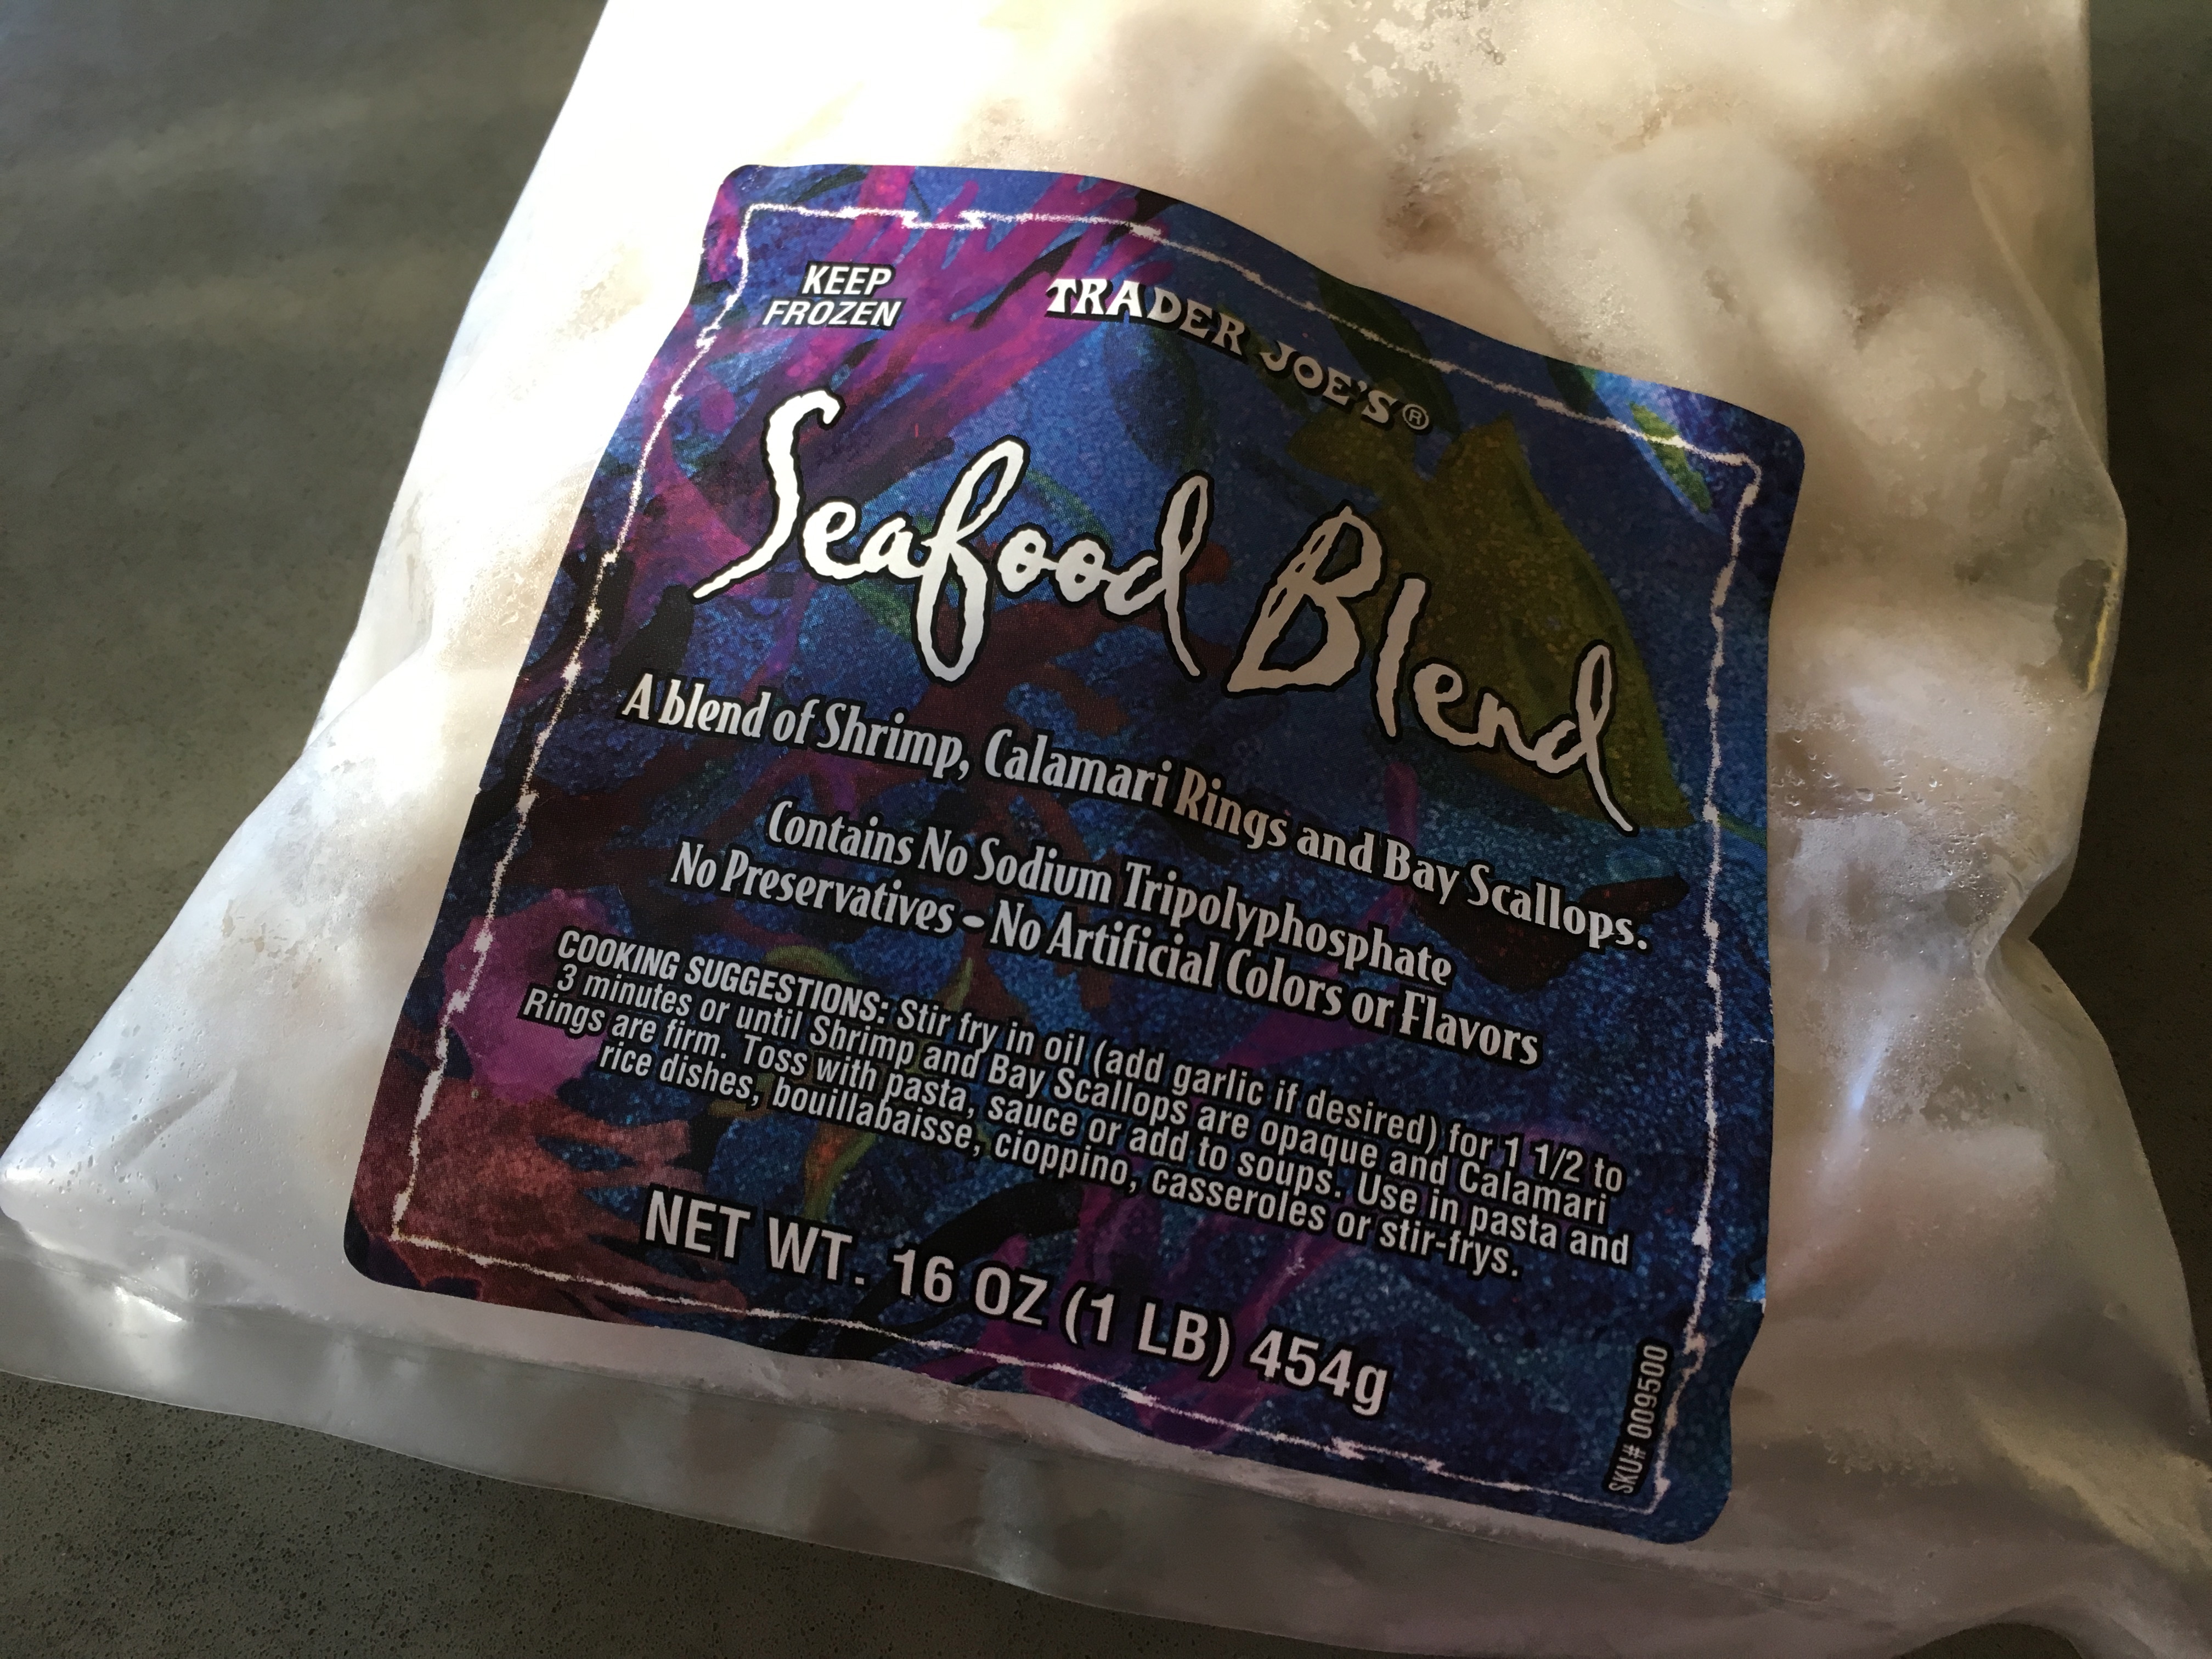 KEEP
FROZEN
TRADER JOE'S®
Seafood Blend
A blend of Shrimp, Calamari Rings and Bay Scallops.
Contains No Sodium Tripolyphosphate
No Preservatives - No Artificial Colors or Flavors
COOKING SUGGESTIONS: Stir fry in oil (add garlic if desired) for 1 1/2 to
3 minutes or until Shrimp and Bay Scallops are opaque and Calamari
Rings are firm. Toss with pasta, sauce or add to soups. Use in pasta and
rice dishes, bouillabaisse, cioppino, casseroles or stir-frys.
NET WT. 16 OZ (1 LB) 454g
SKU# 009500